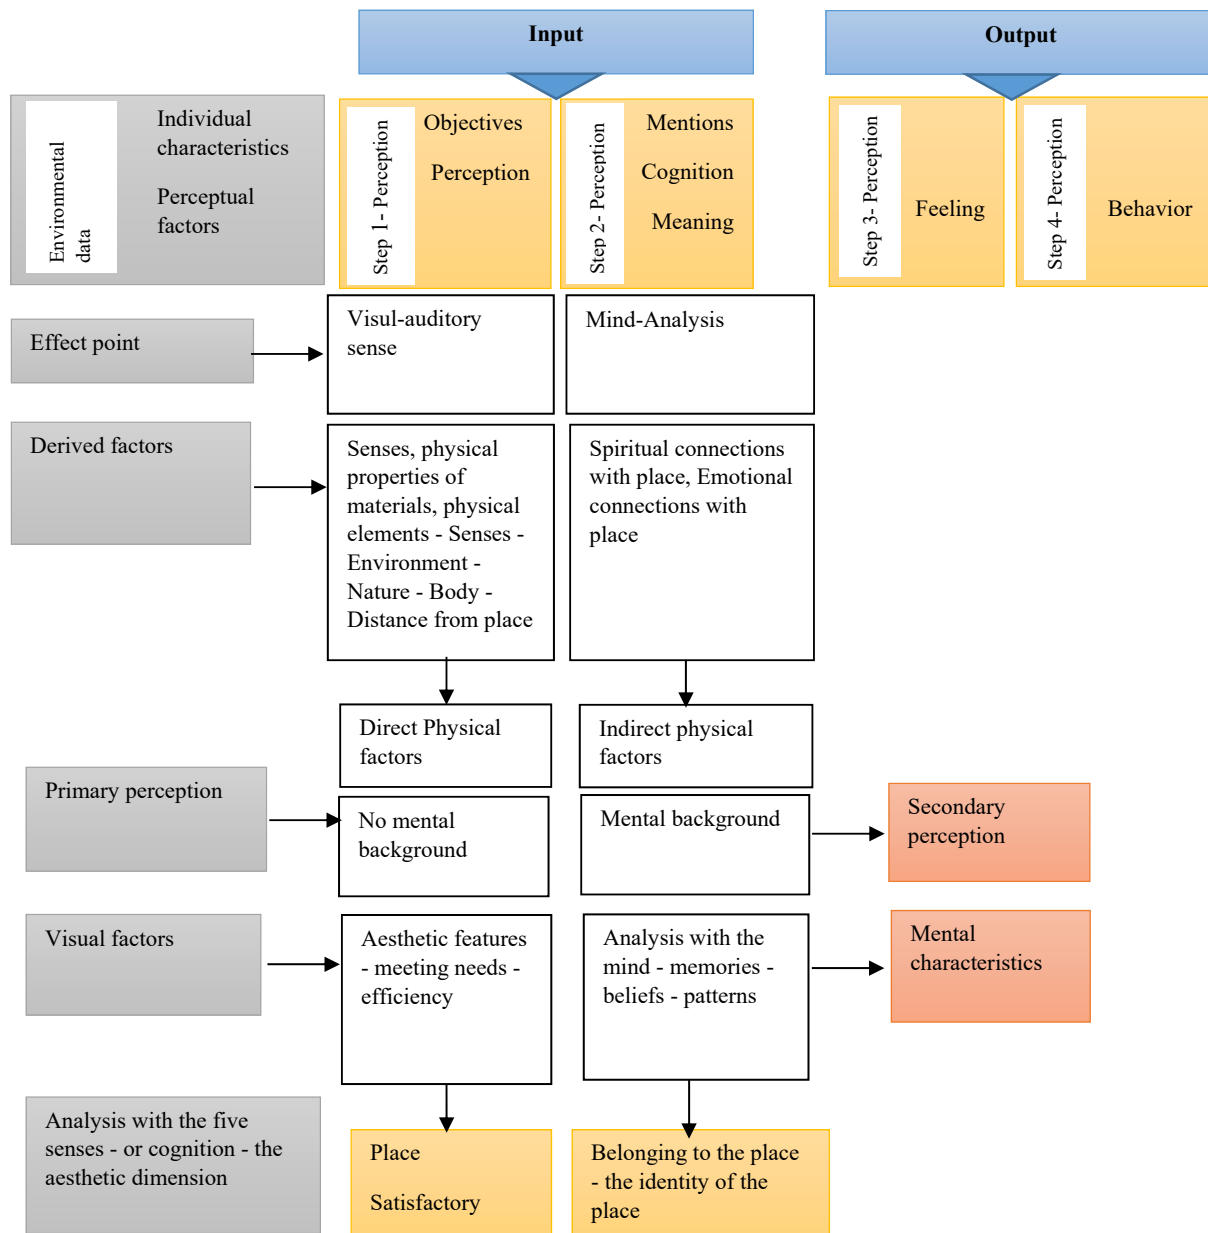 Input
Output
Environmental
data
Individual
characteristics
Perceptual
factors
Step 1- Perception
Objectives
Perception
Step 2- Perception
Mentions
Cognition
Meaning
Step 3- Perception
Feeling
Step 4- Perception
Behavior
Effect point
Visul-auditory
sense
Mind-Analysis
Derived factors
Senses, physical
properties of
materials, physical
elements - Senses -
Environment -
Nature - Body -
Distance from place
Spiritual connections
with place, Emotional
connections with
place
Direct Physical
factors
Indirect physical
factors
Primary perception
No mental
background
Mental background
Secondary
perception
Visual factors
Aesthetic features
- meeting needs -
efficiency
Analysis with the
mind - memories -
beliefs - patterns
Mental
characteristics
Analysis with the five
senses - or cognition - the
aesthetic dimension
Place
Satisfactory
Belonging to the place
- the identity of the
place